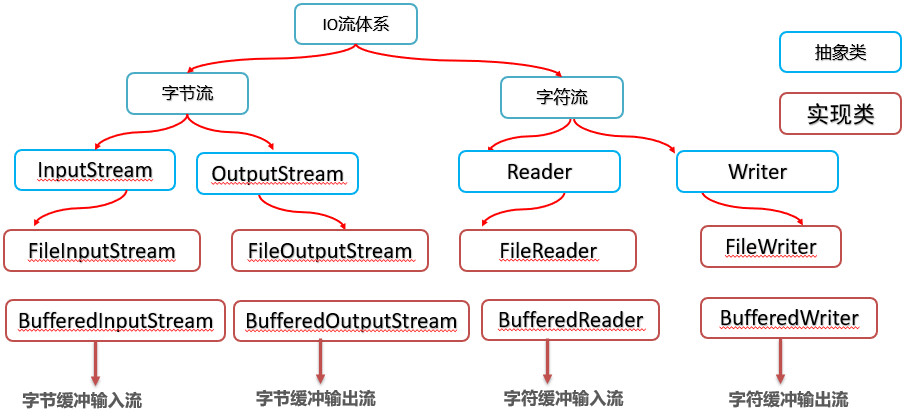 IO流体系
抽象类
字节流
字符流
实现类
InputStream
OutputStream
Reader
Writer
FileInputStream
FileOutputStream
FileReader
FileWriter
BufferedInputStream
BufferedOutputStream
BufferedReader
BufferedWriter
字节缓冲输入流
字节缓冲输出流
字符缓冲输入流
字符缓冲输出流